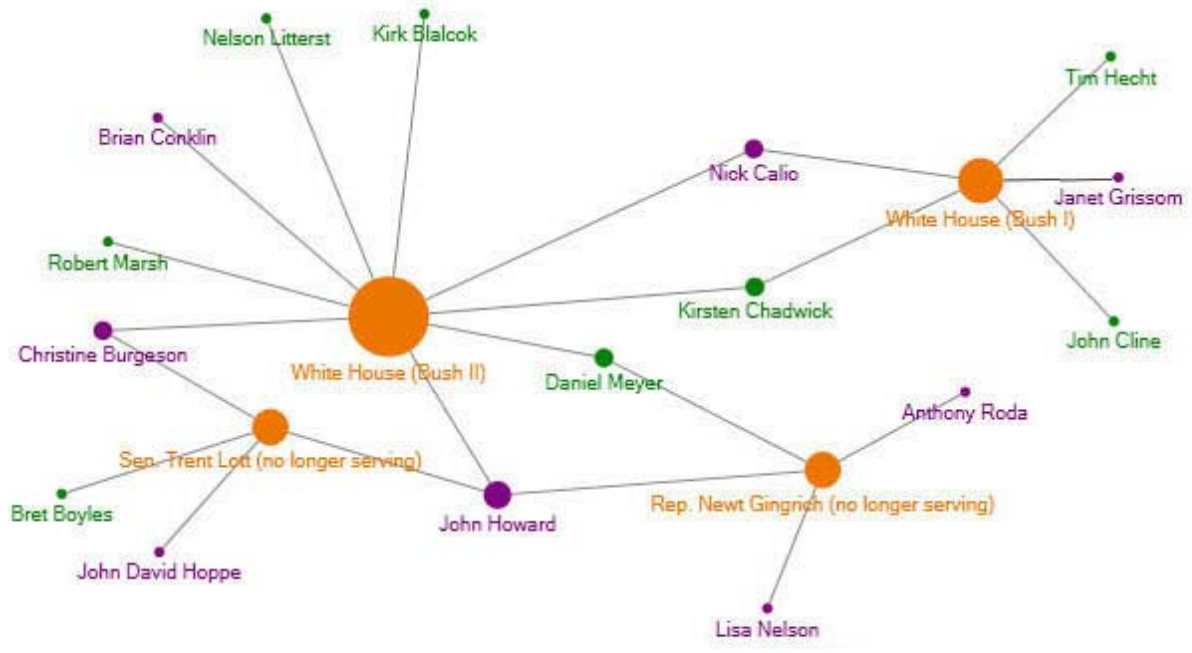 Nelson Litterst
Kirk Blalcok
Tim Hecht
Brian Conklin
Nick Calio
Janet Grissom
White House (Bush I)
Robert Marsh
Kirsten Chadwick
John Cline
Christine Burgeson
White House (Bush II)
Daniel Meyer
Anthony Roda
Sen. Trent Lott (no longer serving)
Rep. Newt Gingrich (no longer serving)
Bret Boyles
John Howard
John David Hoppe
Lisa Nelson